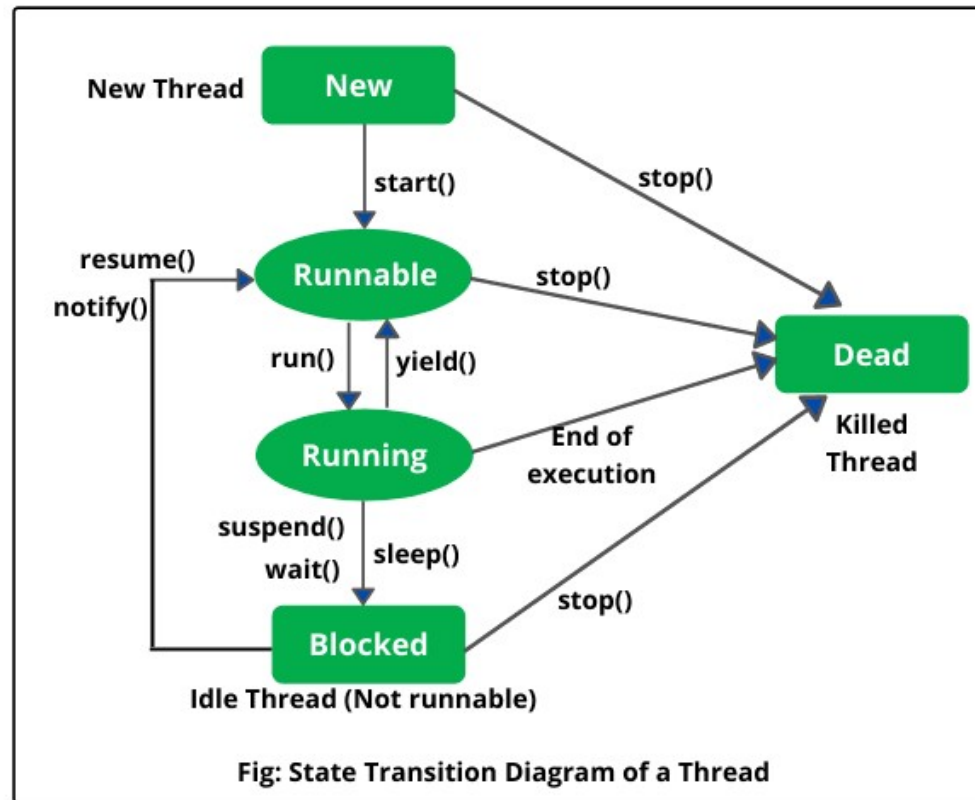 New Thread
New
start()
stop()
resume()
notify()
Runnable
stop()
run()
yield()
Dead
Killed
Thread
Running
End of
execution
suspend()
wait()
sleep()
stop()
Blocked
Idle Thread (Not runnable)
Fig: State Transition Diagram of a Thread